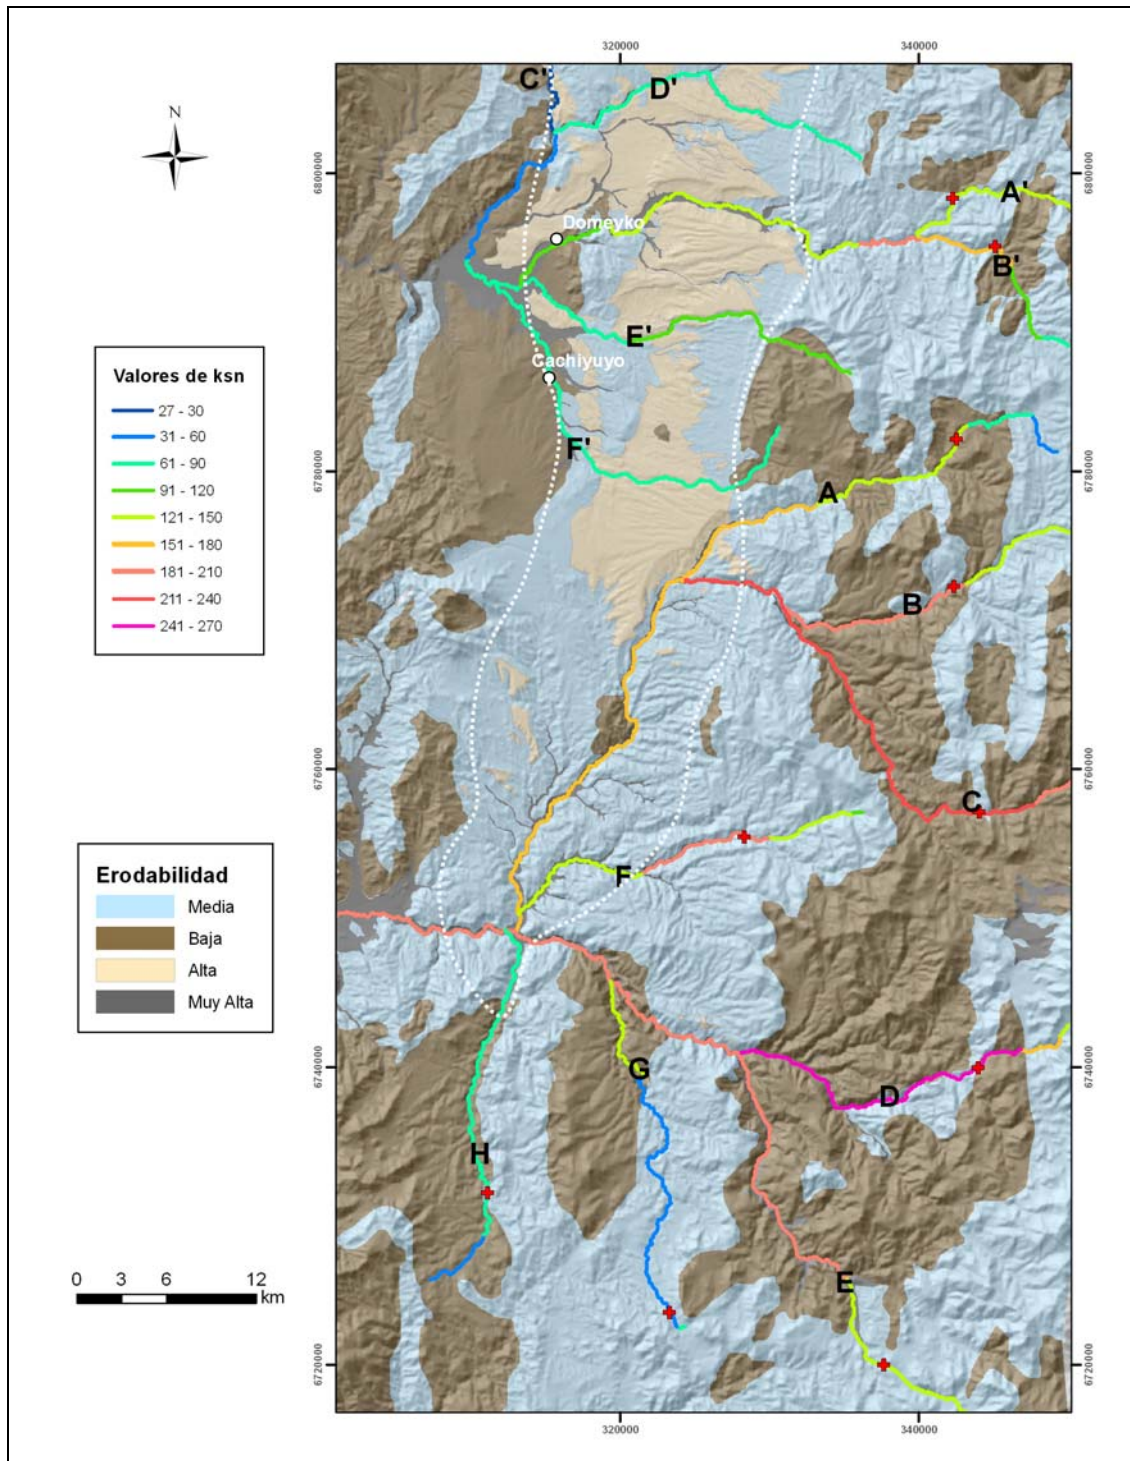 320000
340000
N
C'
D'
6800000
6800000
A'
Domeyko
B'
E'
Cachiyuyo
Valores de ksn
27 - 30
31 - 60
61 - 90
91 - 120
121 - 150
151 - 180
181 - 210
211 - 240
241 - 270
F'
6780000
6780000
A
B
6760000
6760000
C
F
Erodabilidad
Media
Baja
Alta
Muy Alta
6740000
6740000
G
D
H
E
0 3 6 12
km
6720000
6720000
320000
340000